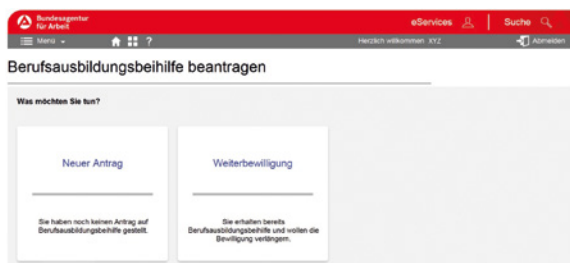 Bundesagentur
für Arbeit
eServices
Suche
Menü
?
Herzlich willkommen XYZ
Abmelden
Berufsausbildungsbeihilfe beantragen
Was möchten Sie tun?
Neuer Antrag
Sie haben noch keinen Antrag auf
Berufsausbildungsbeihilfe gestellt.
Weiterbewilligung
Sie erhalten bereits
Berufsausbildungsbeihilfe und wollen die
Bewilligung verlängern.